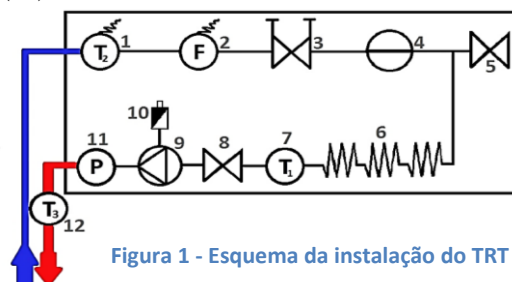 T₂ 1 F 2 3 4 5
10
11 P 9 8 7 T₁ 6
T₃ 12
Figura 1 - Esquema da instalação do TRT